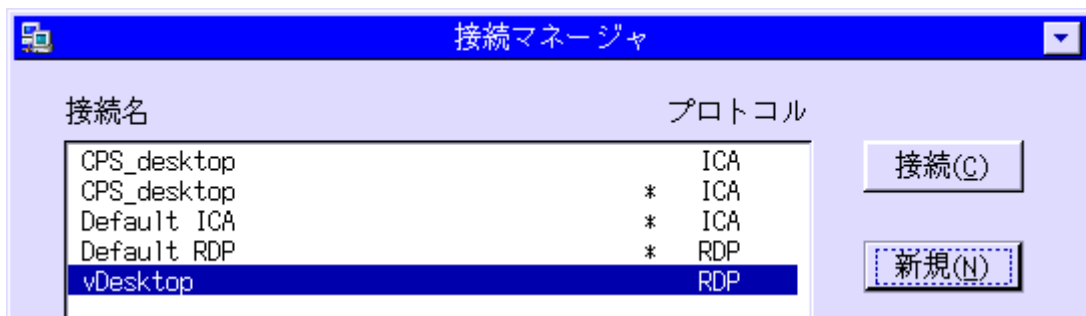 接続マネージャ
接続名 プロトコル
CPS_desktop ICA
CPS_desktop * ICA
Default ICA * ICA
Default RDP * RDP
vDesktop RDP
接続(C)
新規(N)